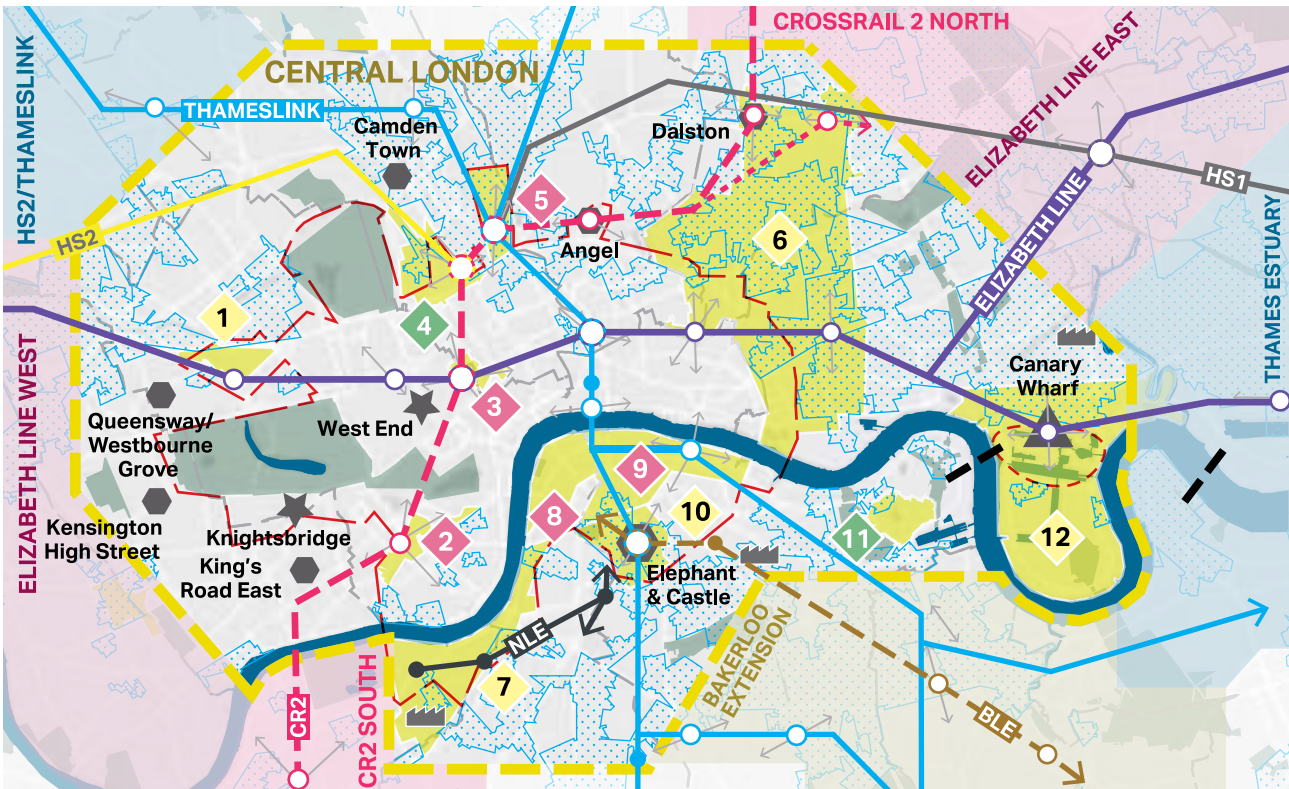 CROSSRAIL 2 NORTH
HS2/THAMESLINK
CENTRAL LONDON
ELIZABETH LINE EAST
THAMESLINK
Camden
Town
Dalston
HS1
5
HS2
Angel
6
ELIZABETH LINE
THAMES ESTUARY
1
4
ELIZABETH LINE WEST
Canary
Wharf
3
Queensway/
Westbourne
Grove
West End
9
Kensington
High Street
Knightsbridge
8
10
2
11
12
King's
Road East
Elephant
& Castle
NLE
BAKERLOO
EXTENSION
7
CR2
CR2 SOUTH
BLE